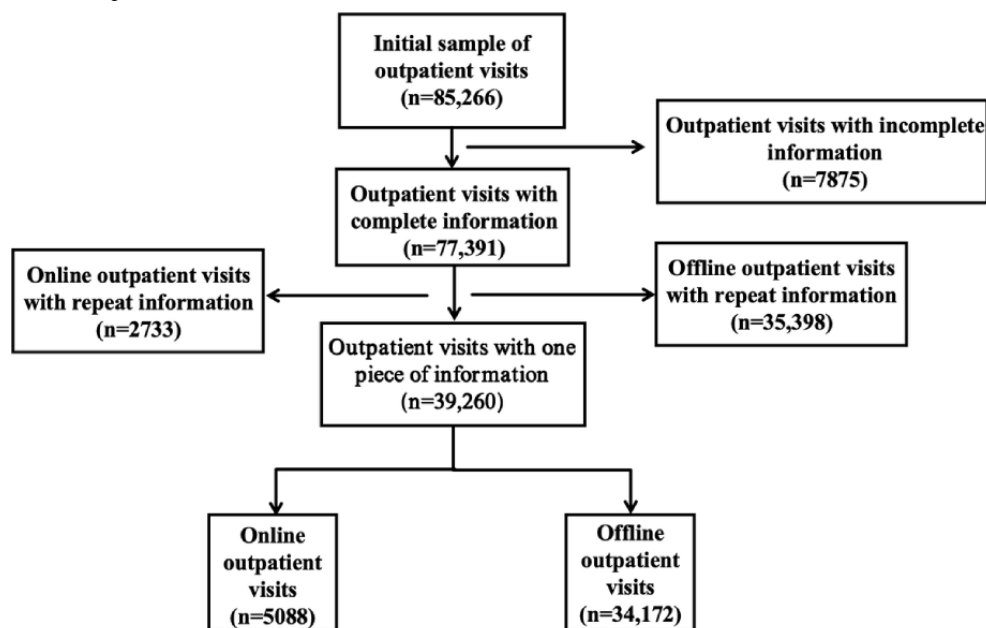 Initial sample of
outpatient visits
(n=85,266)
Outpatient visits with incomplete
information
(n=7875)
Outpatient visits with
complete information
(n=77,391)
Online outpatient visits
with repeat information
(n=2733)
Offline outpatient visits
with repeat information
(n=35,398)
Outpatient visits with one
piece of information
(n=39,260)
Online
outpatient
visits
(n=5088)
Offline
outpatient
visits
(n=34,172)